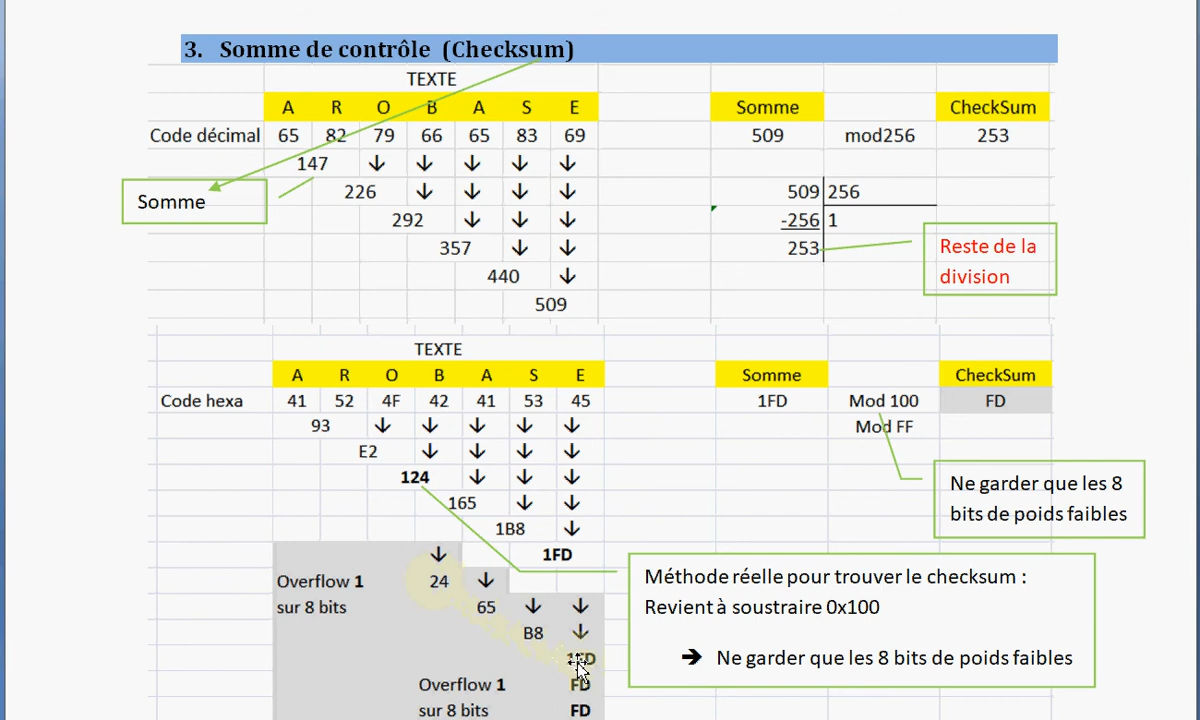 3. Somme de contrôle (Checksum)
TEXTE
A R O B A S E Somme CheckSum
Code décimal 65 82 79 66 65 83 69 509 mod256 253
147 ↓ ↓ ↓ ↓ ↓
Somme
226 ↓ ↓ ↓ ↓ 509 256
292 ↓ ↓ ↓ -256 1
357 ↓ ↓ 253
Reste de la
division
440 ↓
509
TEXTE
A R O B A S E Somme CheckSum
Code hexa 41 52 4F 42 41 53 45 1FD Mod 100 FD
93 ↓ ↓ ↓ ↓ ↓ Mod FF
E2 ↓ ↓ ↓ ↓
124 ↓ ↓ ↓
165 ↓ ↓
1B8 ↓
Ne garder que les 8
bits de poids faibles
↓ 1FD
Overflow 1 24 ↓
sur 8 bits 65 ↓ ↓
B8 ↓
1FD
Overflow 1 FD
sur 8 bits FD
Méthode réelle pour trouver le checksum :
Revient à soustraire 0x100
➔ Ne garder que les 8 bits de poids faibles